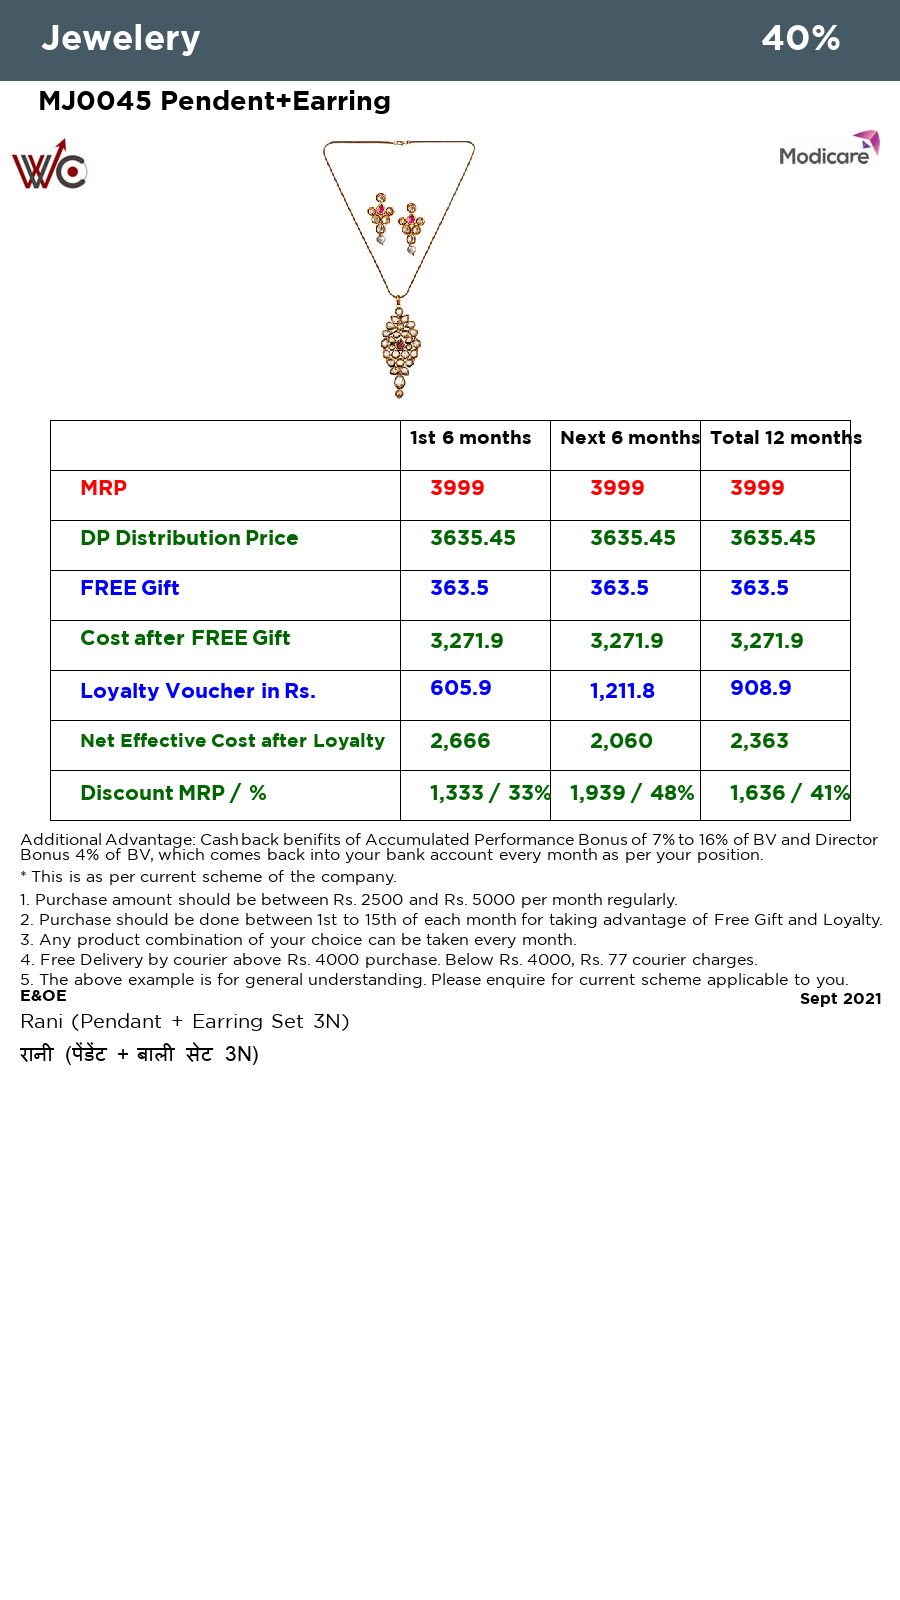 Jewelery 40%
MJ0045 Pendent+Earring
WC
Modicare
1st 6 months Next 6 months Total 12 months
MRP 3999 3999 3999
DP Distribution Price 3635.45 3635.45 3635.45
FREE Gift 363.5 363.5 363.5
Cost after FREE Gift 3,271.9 3,271.9 3,271.9
Loyalty Voucher in Rs. 605.9 1,211.8 908.9
Net Effective Cost after Loyalty 2,666 2,060 2,363
Discount MRP / % 1,333 / 33% 1,939 / 48% 1,636 / 41%
Additional Advantage: Cashback benifits of Accumulated Performance Bonus of 7% to 16% of BV and Director
Bonus 4% of BV, which comes back into your bank account every month as per your position.
* This is as per current scheme of the company.
1. Purchase amount should be between Rs. 2500 and Rs. 5000 per month regularly.
2. Purchase should be done between 1st to 15th of each month for taking advantage of Free Gift and Loyalty.
3. Any product combination of your choice can be taken every month.
4. Free Delivery by courier above Rs. 4000 purchase. Below Rs. 4000, Rs. 77 courier charges.
5. The above example is for general understanding. Please enquire for current scheme applicable to you.
E&OE Sept 2021
Rani (Pendant + Earring Set 3N)
रानी (पेंडेंट + बाली सेट 3N)